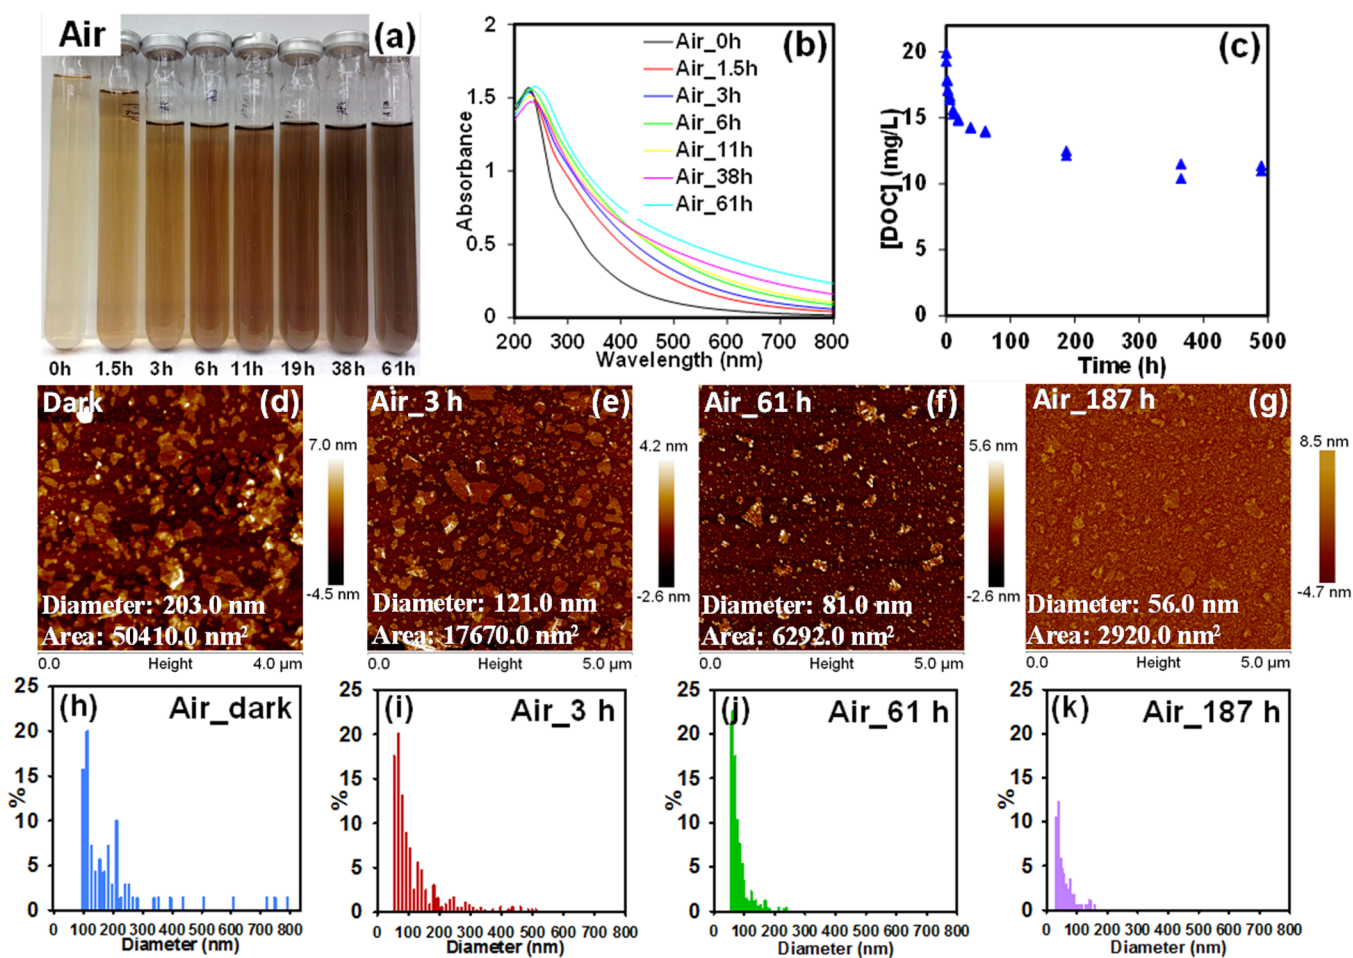 Air (a)
0h 1.5h 3h 6h 11h 19h 38h 61h
(b)
2
1.5
1
0.5
0
Absorbance
Air_0h
Air_1.5h
Air_3h
Air_6h
Air_11h
Air_38h
Air_61h
200 300 400 500 600 700 800
Wavelength (nm)
(c)
20
15
10
5
0
[DOC] (mg/L)
0 100 200 300 400 500
Time (h)
Dark (d)
7.0 nm
-4.5 nm
Diameter: 203.0 nm
Area: 50410.0 nm²
0.0 Height 4.0 µm
Air_3 h (e)
4.2 nm
-2.6 nm
Diameter: 121.0 nm
Area: 17670.0 nm²
0.0 Height 5.0 µm
Air_61 h (f)
5.6 nm
-2.6 nm
Diameter: 81.0 nm
Area: 6292.0 nm²
0.0 Height 5.0 µm
Air_187 h (g)
8.5 nm
-4.7 nm
Diameter: 56.0 nm
Area: 2920.0 nm²
0.0 Height 5.0 µm
(h) Air_dark
25
20
15
10
5
0
%
0 100 200 300 400 500 600 700 800
Diameter (nm)
(i) Air_3 h
25
20
15
10
5
0
%
0 100 200 300 400 500 600 700 800
Diameter (nm)
(j) Air_61 h
25
20
15
10
5
0
%
0 100 200 300 400 500 600 700 800
Diameter (nm)
(k) Air_187 h
25
20
15
10
5
0
%
0 100 200 300 400 500 600 700 800
Diameter (nm)